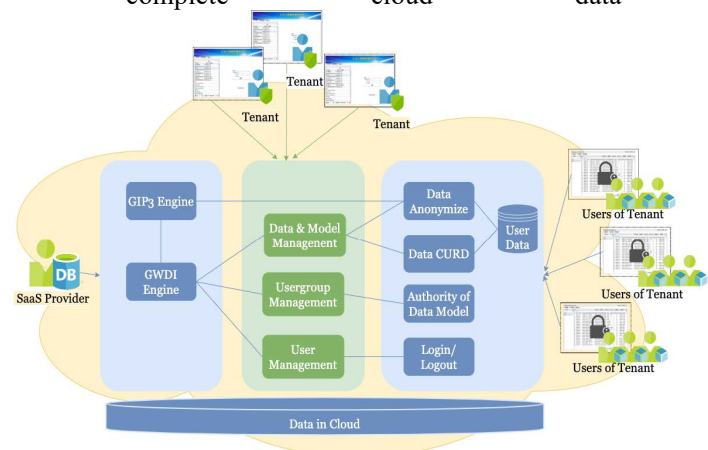 complete cloud data
Tenant
Tenant
Tenant
GIP3 Engine
GWDI
Engine
Data & Model
Management
Usergroup
Management
User
Management
Data
Anonymize
Data CURD
Authority of
Data Model
Login/
Logout
User
Data
DB
SaaS Provider
Users of Tenant
Users of Tenant
Users of Tenant
Data in Cloud